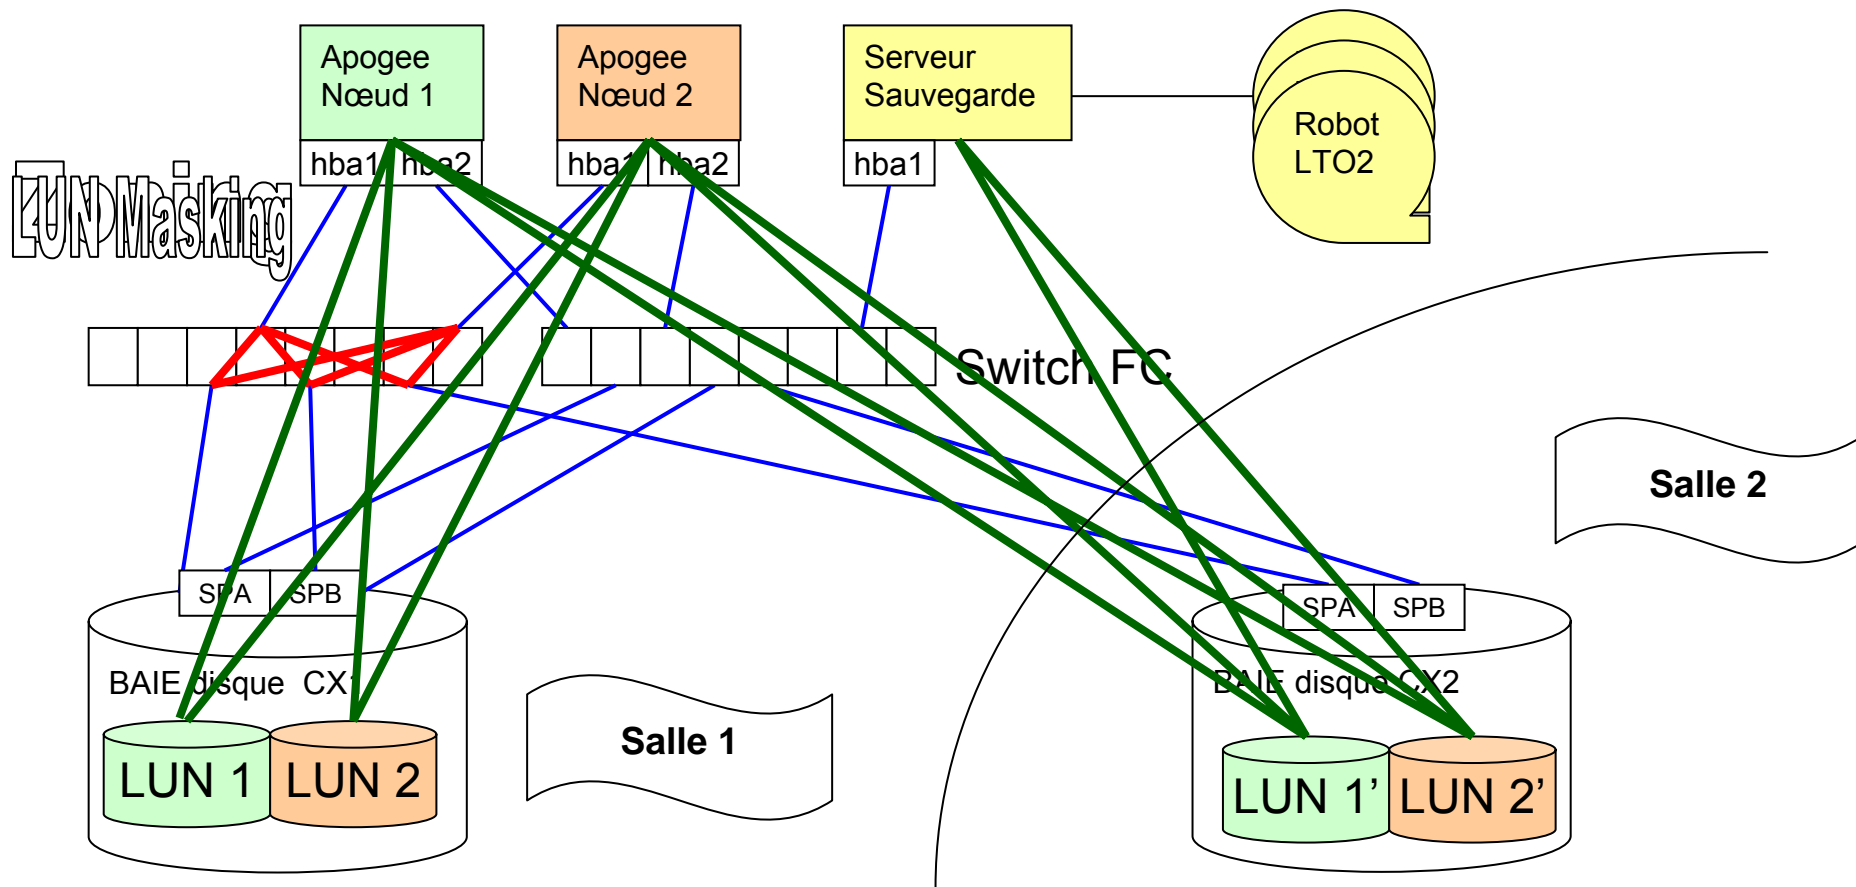 Apogee
Nœud 1
Apogee
Nœud 2
Serveur
Sauvegarde
Robot
LTO2
hba1 hba2
hba1 hba2
hba1
LUN Masking
Switch FC
Salle 2
SPA SPB
SPA SPB
BAIE disque CX1
BAIE disque CX2
Salle 1
LUN 1 LUN 2
LUN 1’ LUN 2’